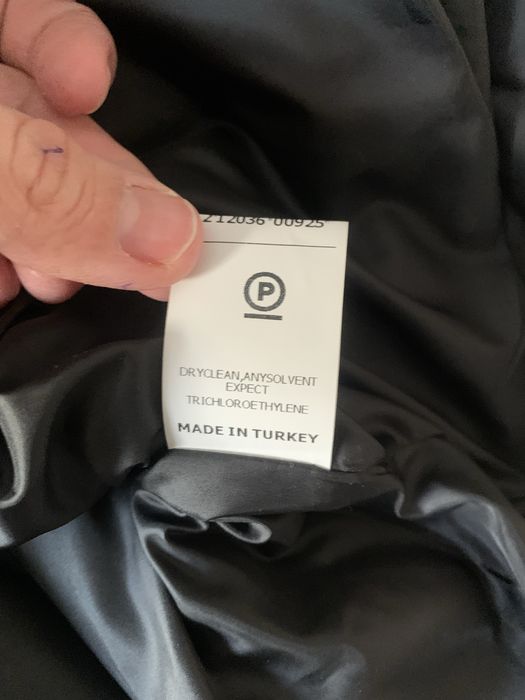 212036 00925
P
DRYCLEAN,ANYSOLVENT
EXPECT
TRICHLOROETHYLENE
MADE IN TURKEY